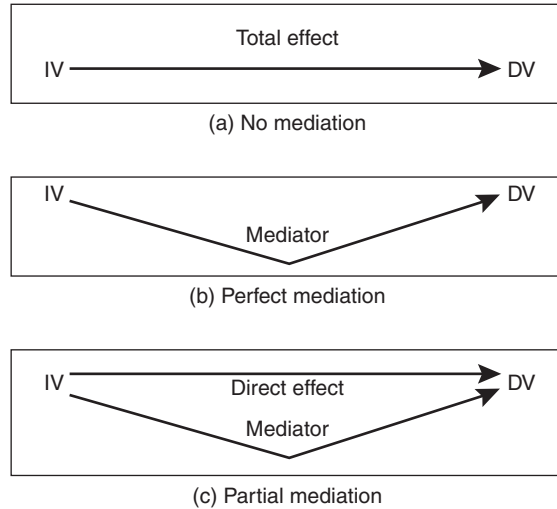 Total effect
IV DV
(a) No mediation
IV DV
Mediator
(b) Perfect mediation
IV DV
Direct effect
Mediator
(c) Partial mediation